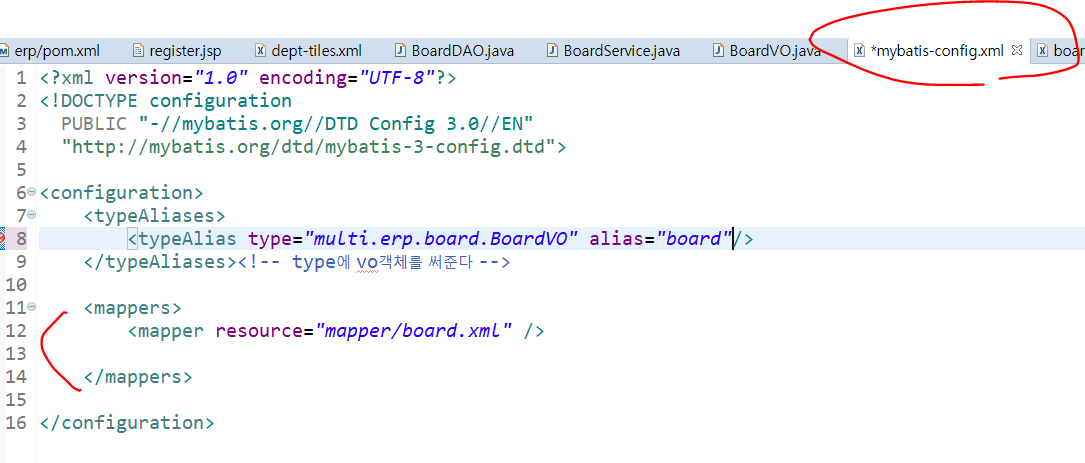 erp/pom.xml register.jsp dept-tiles.xml BoardDAO.java BoardService.java BoardVO.java *mybatis-config.xml boar
1 <?xml version="1.0" encoding="UTF-8"?>
2 <!DOCTYPE configuration
3 PUBLIC "-//mybatis.org//DTD Config 3.0//EN"
4 "http://mybatis.org/dtd/mybatis-3-config.dtd">
5
6 <configuration>
7 <typeAliases>
8 <typeAlias type="multi.erp.board.BoardVO" alias="board"/>
9 </typeAliases><!-- type에 vo객체를 써준다 -->
10
11 <mappers>
12 <mapper resource="mapper/board.xml" />
13
14 </mappers>
15
16 </configuration>